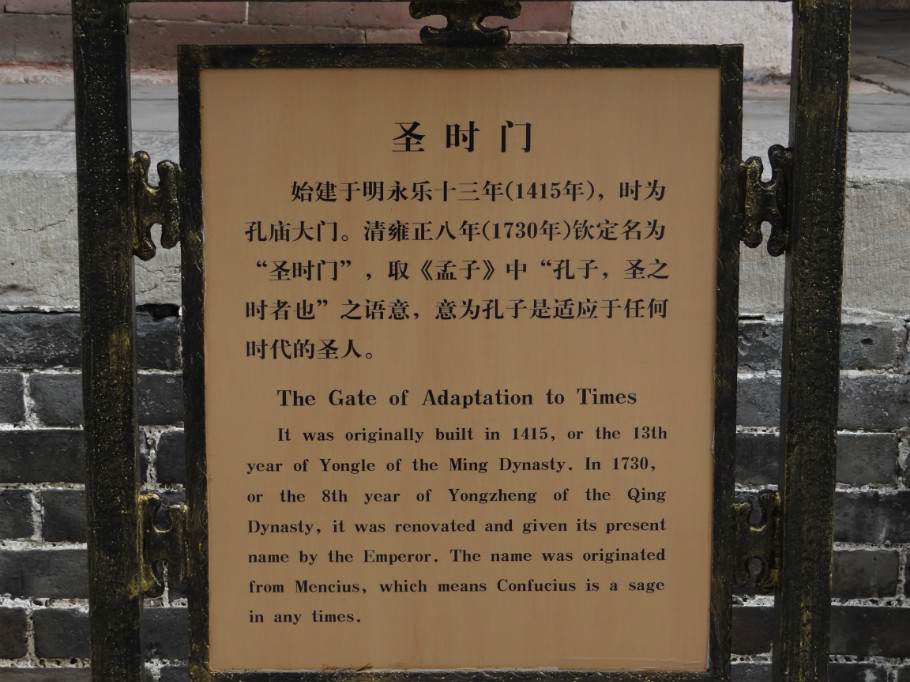 圣时门
始建于明永乐十三年(1415年)，时为
孔庙大门。清雍正八年(1730年)钦定名为
“圣时门”，取《孟子》中“孔子，圣之
时者也”之语意，意为孔子是适应于任何
时代的圣人。
The Gate of Adaptation to Times
It was originally built in 1415, or the 13th
year of Yongle of the Ming Dynasty. In 1730,
or the 8th year of Yongzheng of the Qing
Dynasty, it was renovated and given its present
name by the Emperor. The name was originated
from Mencius, which means Confucius is a sage
in any times.